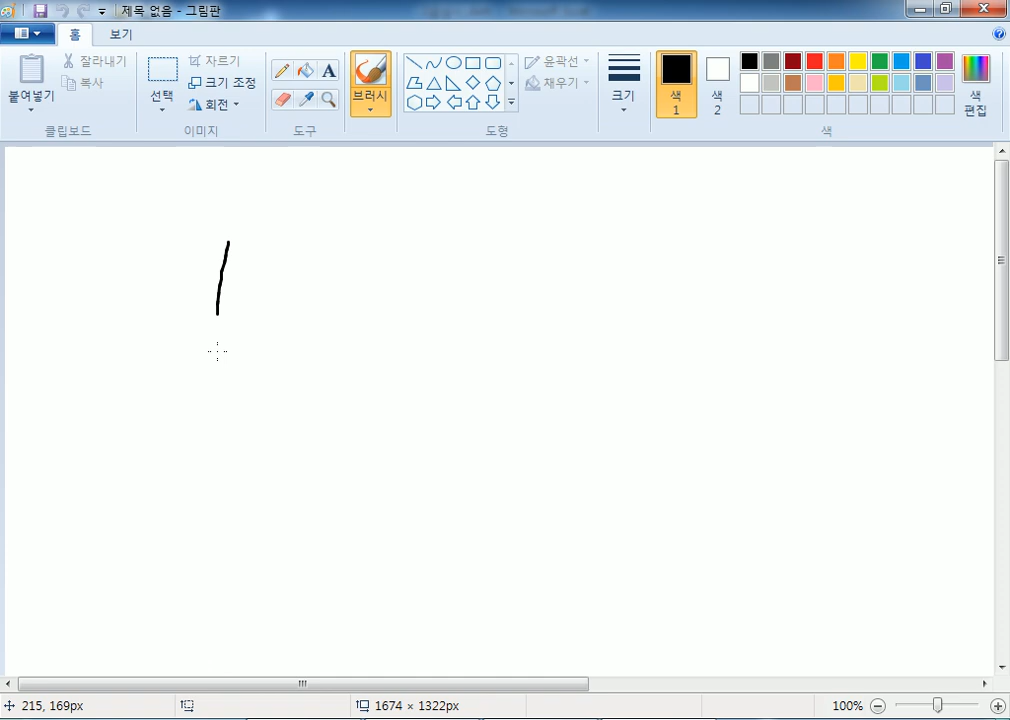 제목 없음 - 그림판
홈 보기
붙여넣기
잘라내기
복사
클립보드
선택
자르기
크기 조정
회전
이미지
A
도구
브러시
윤곽선
채우기
도형
크기
색
1
색
2
색
편집
색
215, 169px
1674 × 1322px
100%